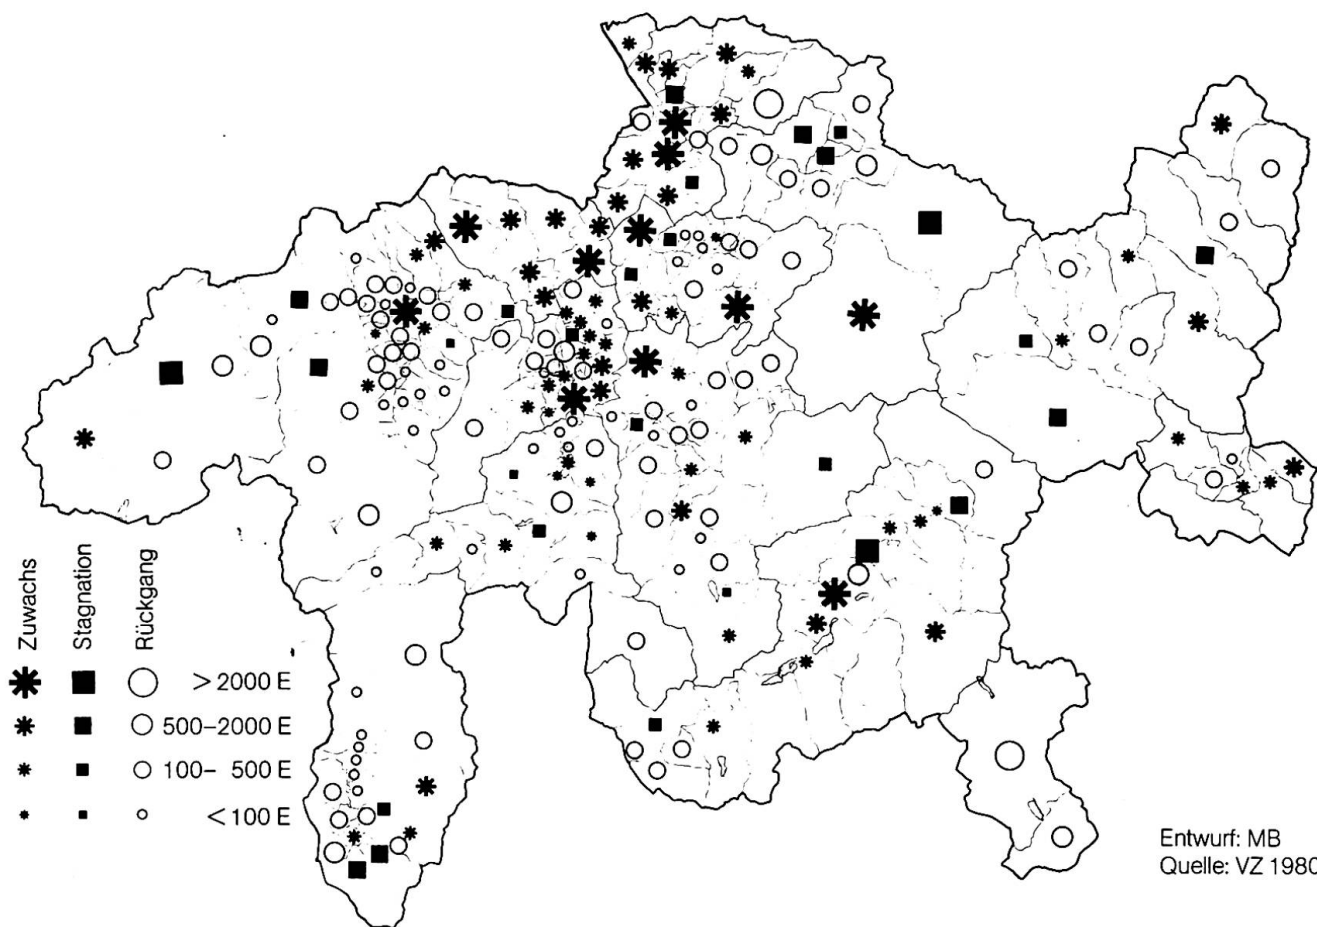 Zuwachs
Stagnation
Rückgang
>2000 E
500–2000 E
100– 500 E
<100 E
Entwurf: MB
Quelle: VZ 1980